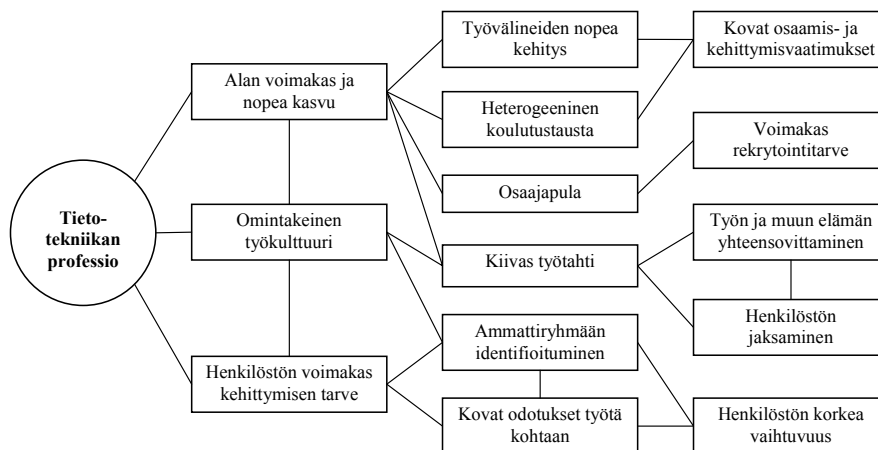 Tieto-
tekniikan
professio
Alan voimakas ja
nopea kasvu
Omintakeinen
työkulttuuri
Henkilöstön voimakas
kehittymisen tarve
Työvälineiden nopea
kehitys
Heterogeeninen
koulutustausta
Osaajapula
Kiivas työtahti
Ammattiryhmään
identifioituminen
Kovat odotukset työtä
kohtaan
Kovat osaamis- ja
kehittymisvaatimukset
Voimakas
rekrytointitarve
Työn ja muun elämän
yhteensovittaminen
Henkilöstön
jaksaminen
Henkilöstön korkea
vaihtuvuus